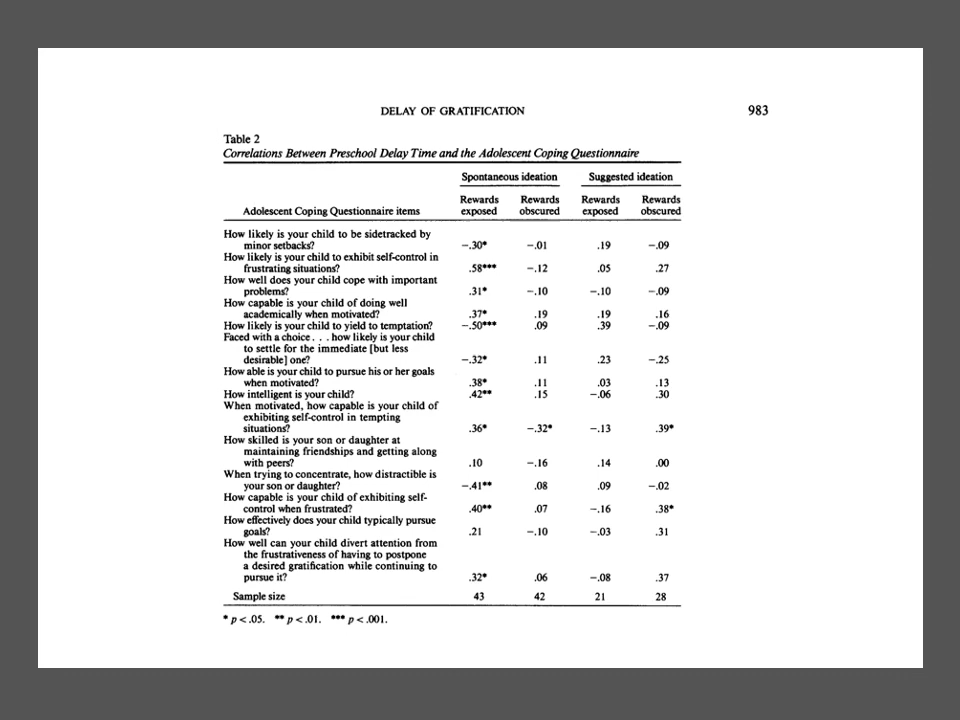 DELAY OF GRATIFICATION 983
Table 2
Correlations Between Preschool Delay Time and the Adolescent Coping Questionnaire
Spontaneous ideation Suggested ideation
Rewards Rewards Rewards Rewards
Adolescent Coping Questionnaire items exposed obscured exposed obscured
How likely is your child to be sidetracked by
minor setbacks? −.30* −.01 .19 −.09
How likely is your child to exhibit self-control in
frustrating situations? .58*** −.12 .05 .27
How well does your child cope with important
problems? .31* −.10 −.10 −.09
How capable is your child of doing well
academically when motivated? .37* .19 .19 .16
How likely is your child to yield to temptation? −.50*** .09 .39 −.09
Faced with a choice . . . how likely is your child
to settle for the immediate [but less
desirable] one? −.32* .11 .23 −.25
How able is your child to pursue his or her goals
when motivated? .38* .11 .03 .13
How intelligent is your child? .42** .15 −.06 .30
When motivated, how capable is your child of
exhibiting self-control in tempting
situations? .36* −.32* −.13 .39*
How skilled is your son or daughter at
maintaining friendships and getting along
with peers? .10 −.16 .14 .00
When trying to concentrate, how distractible is
your son or daughter? −.41** .08 .09 −.02
How capable is your child of exhibiting self-
control when frustrated? .40** .07 −.16 .38*
How effectively does your child typically pursue
goals? .21 −.10 −.03 .31
How well can your child divert attention from
the frustrativeness of having to postpone
a desired gratification while continuing to
pursue it? .32* .06 −.08 .37
Sample size 43 42 21 28
* p < .05. ** p < .01. *** p < .001.